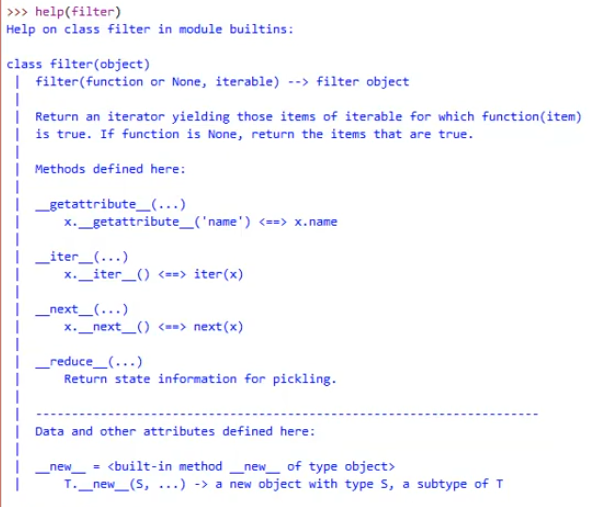 >>> help(filter)
Help on class filter in module builtins:
class filter(object)
 |  filter(function or None, iterable) --> filter object
 |
 |  Return an iterator yielding those items of iterable for which function(item)
 |  is true. If function is None, return the items that are true.
 |
 |  Methods defined here:
 |
 |  __getattribute__(...)
 |      x.__getattribute__('name') <==> x.name
 |
 |  __iter__(...)
 |      x.__iter__() <==> iter(x)
 |
 |  __next__(...)
 |      x.__next__() <==> next(x)
 |
 |  __reduce__(...)
 |      Return state information for pickling.
 |
 |  ----------------------------------------------------------------------
 |  Data and other attributes defined here:
 |
 |  __new__ = <built-in method __new__ of type object>
 |      T.__new__(S, ...) -> a new object with type S, a subtype of T